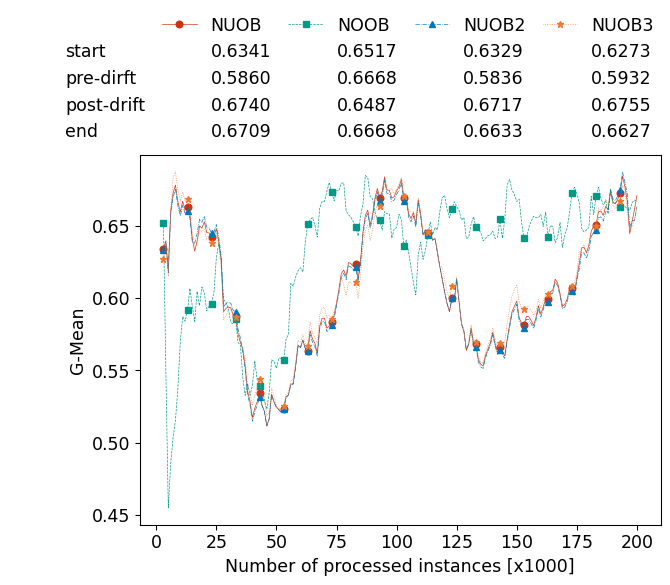 NUOB NOOB NUOB2 NUOB3
start 0.6341 0.6517 0.6329 0.6273
pre-dirft 0.5860 0.6668 0.5836 0.5932
post-drift 0.6740 0.6487 0.6717 0.6755
end 0.6709 0.6668 0.6633 0.6627
0.65
0.60
0.55
0.50
0.45
G-Mean
0 25 50 75 100 125 150 175 200
Number of processed instances [x1000]